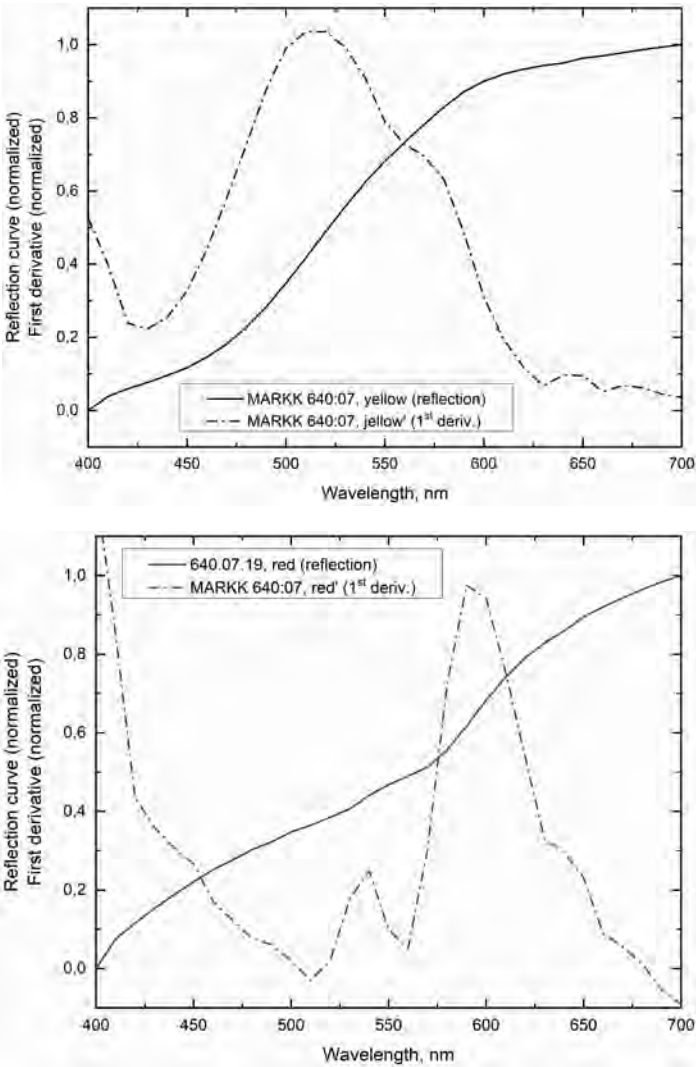 Reflection curve (normalized)
First derivative (normalized)
1,0
0,8
0,6
0,4
0,2
0,0
MARKK 640:07, yellow (reflection)
MARKK 640:07, jellow' (1st deriv.)
400 450 500 550 600 650 700
Wavelength, nm
Reflection curve (normalized)
First derivative (normalized)
640.07.19, red (reflection)
MARKK 640:07, red' (1st deriv.)
1,0
0,8
0,6
0,4
0,2
0,0
400 450 500 550 600 650 700
Wavelength, nm